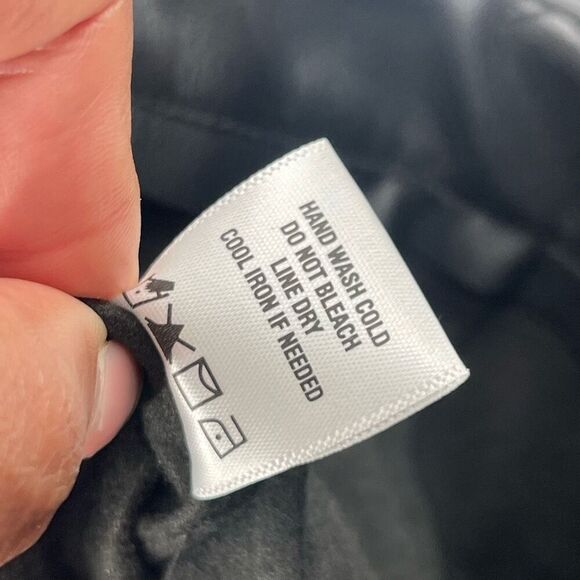 HAND WASH COLD
DO NOT BLEACH
LINE DRY
COOL IRON IF NEEDED